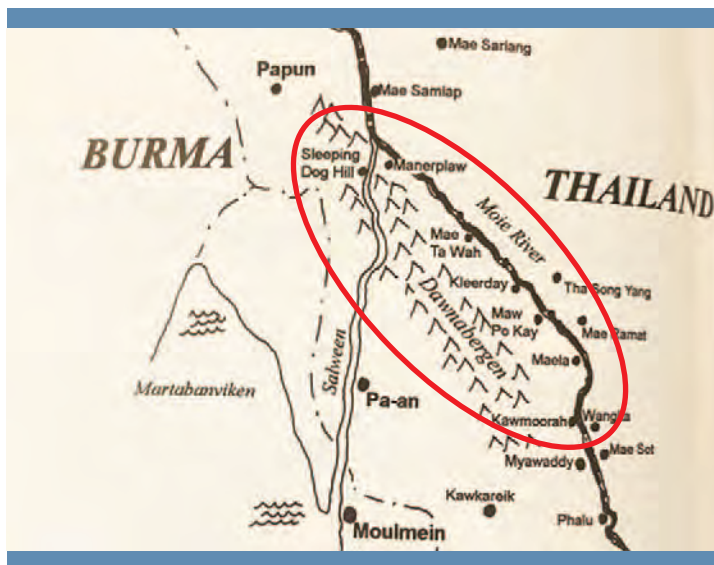 Mae Sariang
Papun
Mae Samlap
BURMA
Sleeping
Dog Hill
Manerplaw
THAILAND
Moie River
Mae
Ta Wah
Kleerday
Tha Song Yang
Dawnabergen
Maw
Po Kay
Mae Ramat
Maela
Salween
Martabanviken
Pa-an
Kawmoorah
Wangka
Mae Sot
Myawaddy
Kawkareik
Phalu
Moulmein